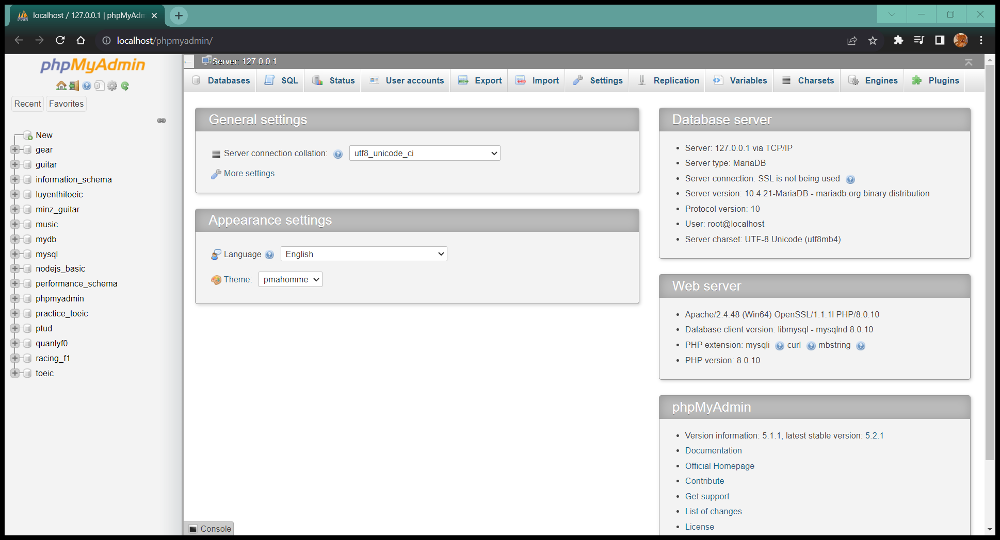 localhost / 127.0.0.1 | phpMyAdm
localhost/phpmyadmin/
phpMyAdmin
Recent
Favorites
New
gear
guitar
information_schema
luyenthitoeic
minz_guitar
music
mydb
mysql
nodejs_basic
performance_schema
phpmyadmin
practice_toeic
ptud
quanlyf0
racing_f1
toeic
Server: 127.0.0.1
Databases SQL Status User accounts Export Import Settings Replication Variables Charsets Engines Plugins
General settings
Server connection collation: utf8_unicode_ci
More settings
Appearance settings
Language English
Theme: pmahomme
Console
Database server
Server: 127.0.0.1 via TCP/IP
Server type: MariaDB
Server connection: SSL is not being used
Server version: 10.4.21-MariaDB - mariadb.org binary distribution
Protocol version: 10
User: root@localhost
Server charset: UTF-8 Unicode (utf8mb4)
Web server
Apache/2.4.48 (Win64) OpenSSL/1.1.1l PHP/8.0.10
Database client version: libmysql - mysqlnd 8.0.10
PHP extension: mysqli curl mbstring
PHP version: 8.0.10
phpMyAdmin
Version information: 5.1.1, latest stable version: 5.2.1
Documentation
Official Homepage
Contribute
Get support
List of changes
License